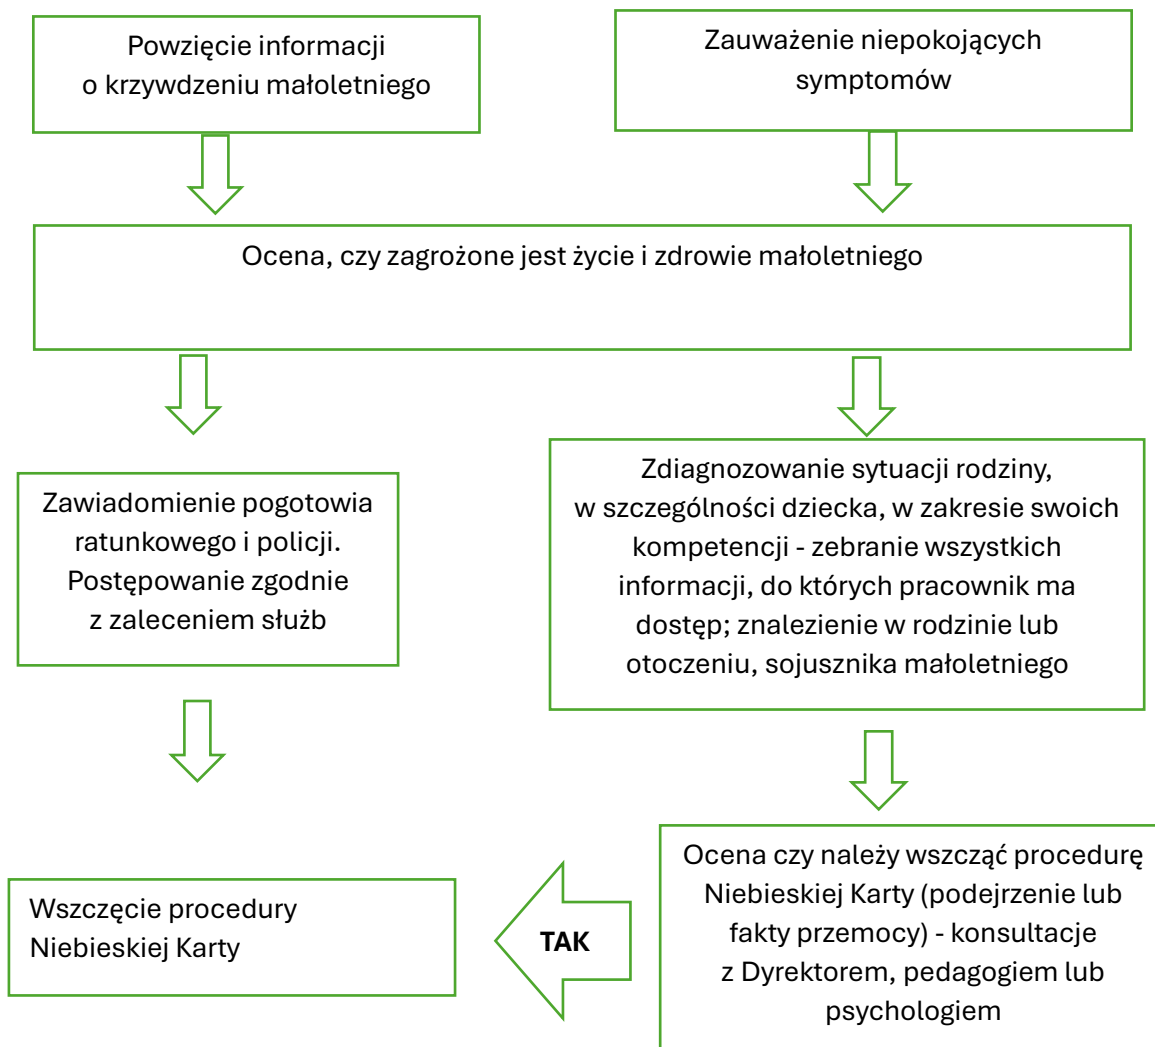 Powzięcie informacji
o krzywdzeniu małoletniego
Zauważenie niepokojących
symptomów
Ocena, czy zagrożone jest życie i zdrowie małoletniego
Zawiadomienie pogotowia
ratunkowego i policji.
Postępowanie zgodnie
z zaleceniem służb
Zdiagnozowanie sytuacji rodziny,
w szczególności dziecka, w zakresie swoich
kompetencji - zebranie wszystkich
informacji, do których pracownik ma
dostęp; znalezienie w rodzinie lub
otoczeniu, sojusznika małoletniego
Wszczęcie procedury
Niebieskiej Karty
TAK
Ocena czy należy wszcząć procedurę
Niebieskiej Karty (podejrzenie lub
fakty przemocy) - konsultacje
z Dyrektorem, pedagogiem lub
psychologiem